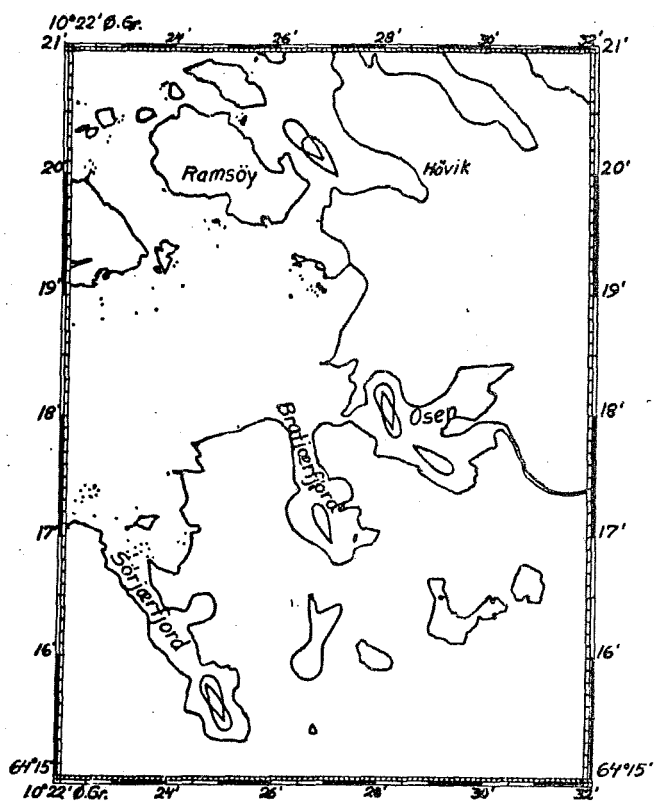 10°22' Ø.Gr. 24' 26' 28' 30' 32'
21' 21'
Ramsöy Hövik
20' 20'
19' 19'
18' Osen 18'
Bratjærfjord
17' 17'
Sörjærfjord
16' 16'
64°15' 64°15'
10°22' Ø.Gr. 24' 26' 28' 30' 32'